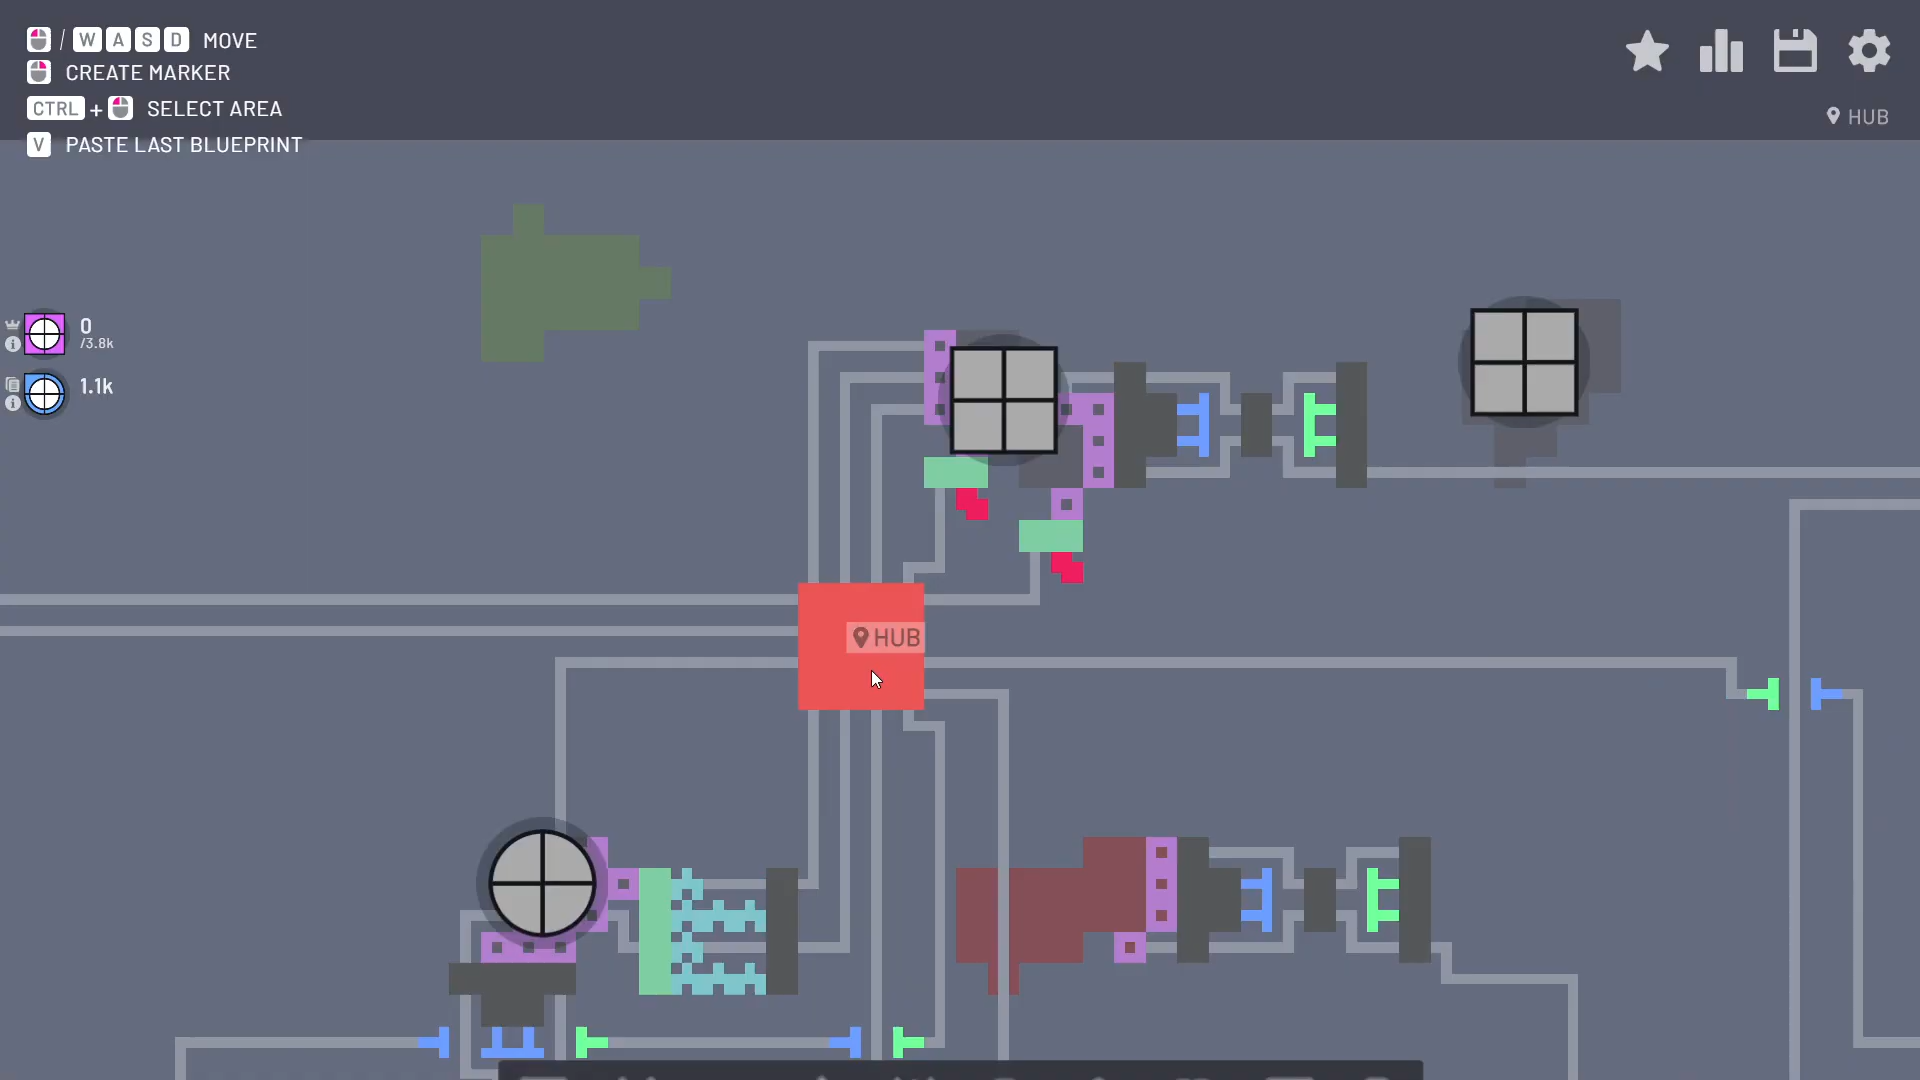 / W A S D MOVE
CREATE MARKER
CTRL + SELECT AREA
V PASTE LAST BLUEPRINT
HUB
0
/3.8k
1.1k
HUB